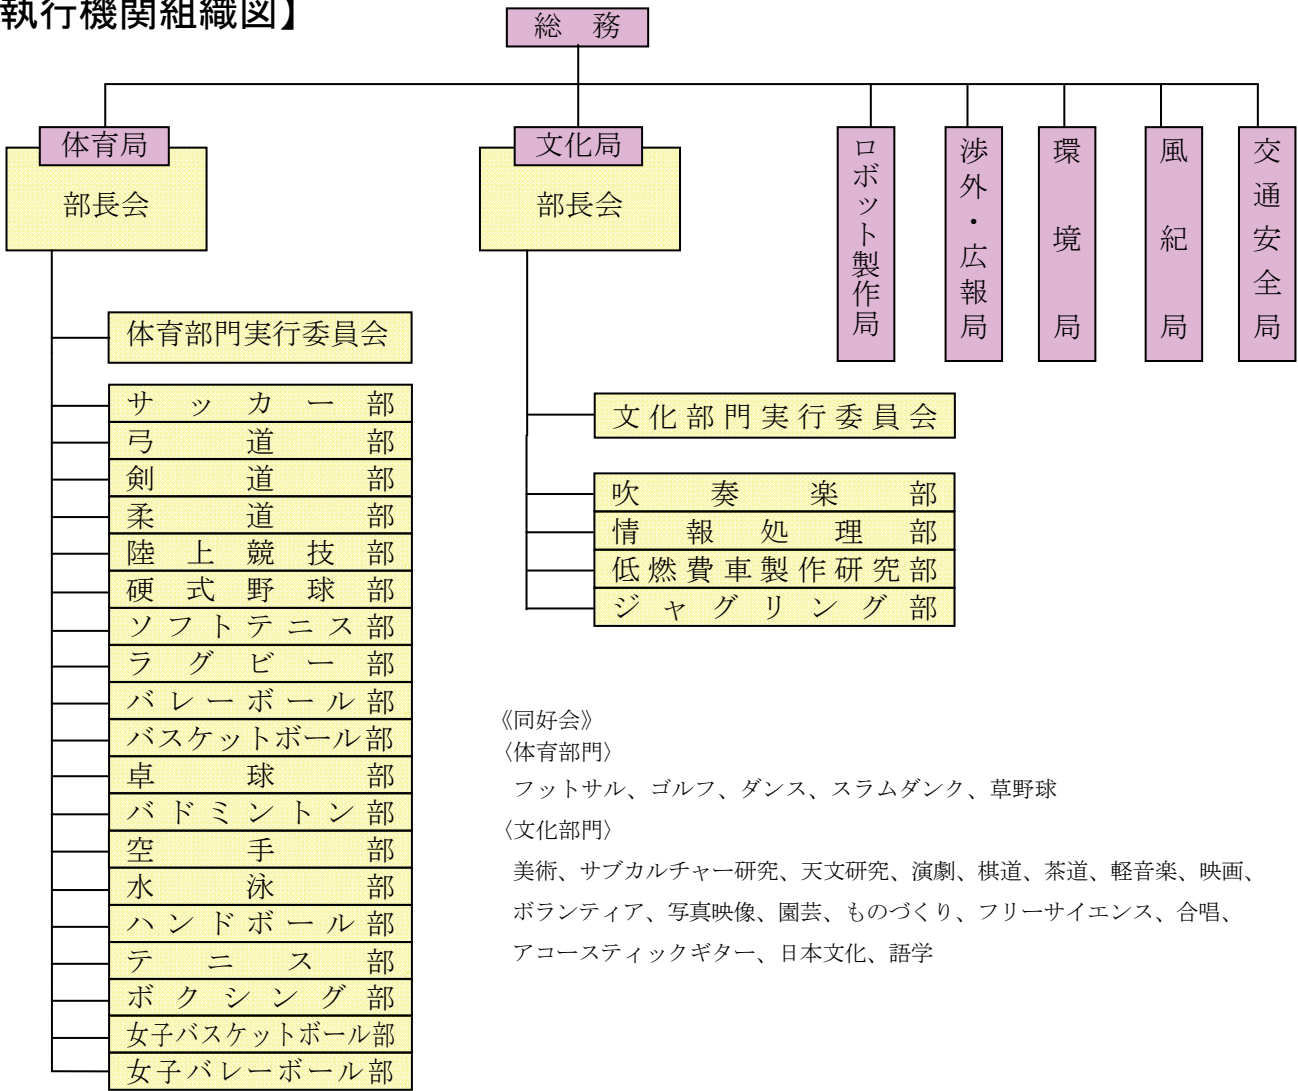 執行機関組織図】
総務
体育局
部長会
文化局
部長会
ロボット製作局
渉外・広報局
環境局
風紀局
交通安全局
体育部門実行委員会
サッカー部
弓道部
剣道部
柔道部
陸上競技部
硬式野球部
ソフトテニス部
ラグビー部
バレーボール部
バスケットボール部
卓球部
バドミントン部
空手部
水泳部
ハンドボール部
テニス部
ボクシング部
女子バスケットボール部
女子バレーボール部
文化部門実行委員会
吹奏楽部
情報処理部
低燃費車製作研究部
ジャグリング部
《同好会》
〈体育部門〉
フットサル、ゴルフ、ダンス、スラムダンク、草野球
〈文化部門〉
美術、サブカルチャー研究、天文研究、演劇、棋道、茶道、軽音楽、映画、
ボランティア、写真映像、園芸、ものづくり、フリーサイエンス、合唱、
アコースティックギター、日本文化、語学